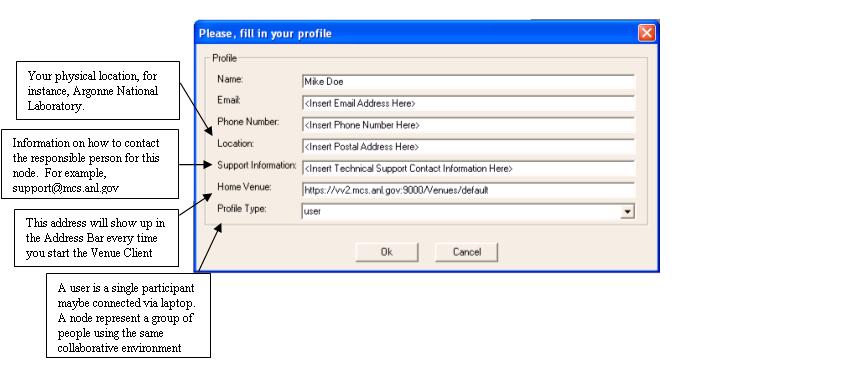 Please, fill in your profile
Profile
Name:
Mike Doe
Email:
<Insert Email Address Here>
Phone Number:
<Insert Phone Number Here>
Location:
<Insert Postal Address Here>
Support Information:
<Insert Technical Support Contact Information Here>
Home Venue:
https://vv2.mcs.anl.gov:9000/Venues/default
Profile Type:
user
Ok
Cancel
Your physical location, for
instance, Argonne National
Laboratory.
Information on how to contact
the responsible person for this
node. For example,
support@mcs.anl.gov
This address will show up in
the Address Bar every time
you start the Venue Client
A user is a single participant
maybe connected via laptop.
A node represent a group of
people using the same
collaborative environment